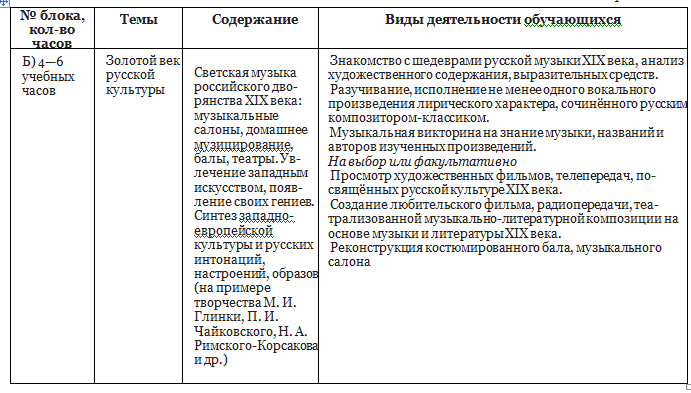 № блока,
кол-во
часов
Темы
Содержание
Виды деятельности обучающихся
Б) 4—6
учебных
часов
Золотой век
русской
культуры
Светская музыка
российского дво-
рянства XIX века:
музыкальные
салоны, домашнее
музицирование,
балы, театры. Ув-
лечение западным
искусством, появ-
ление своих гениев.
Синтез западно-
европейской
культуры и русских
интонаций,
настроений, образов
(на примере
творчества М. И.
Глинки, П. И.
Чайковского, Н. А.
Римского-Корсакова
и др.)
Знакомство с шедеврами русской музыки XIX века, анализ
художественного содержания, выразительных средств.
Разучивание, исполнение не менее одного вокального
произведения лирического характера, сочинённого русским
композитором-классиком.
Музыкальная викторина на знание музыки, названий и
авторов изученных произведений.
На выбор или факультативно
Просмотр художественных фильмов, телепередач, по-
свящённых русской культуре XIX века.
Создание любительского фильма, радиопередачи, теа-
трализованной музыкально-литературной композиции на
основе музыки и литературы XIX века.
Реконструкция костюмированного бала, музыкального
салона